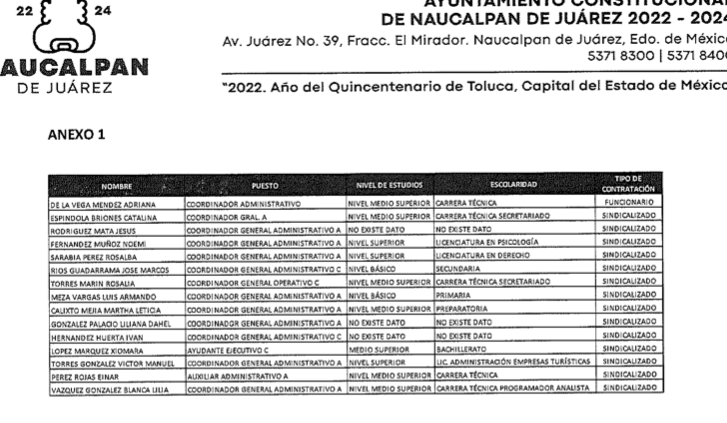 22 24
AUCALPAN
DE JUÁREZ
AYUNTAMIENTO CONSTITUCIONAL
DE NAUCALPAN DE JUÁREZ 2022 - 2024
Av. Juárez No. 39, Fracc. El Mirador. Naucalpan de Juárez, Edo. de Méxic
5371 8300 | 5371 840
"2022. Año del Quincentenario de Toluca, Capital del Estado de Méxic
ANEXO 1
NOMBRE PUESTO NIVEL DE ESTUDIOS ESCOLARIDAD TIPO DE CONTRATACIÓN
DE LA VEGA MENDEZ ADRIANA COORDINADOR ADMINISTRATIVO NIVEL MEDIO SUPERIOR CARRERA TÉCNICA FUNCIONARIO
ESPINDOLA BRIONES CATALINA COORDINADOR GRAL. A NIVEL MEDIO SUPERIOR CARRERA TÉCNICA SECRETARIADO SINDICALIZADO
RODRIGUEZ MATA JESUS COORDINADOR GENERAL ADMINISTRATIVO A NO EXISTE DATO NO EXISTE DATO SINDICALIZADO
FERNANDEZ MUÑOZ NOEMI COORDINADOR GENERAL ADMINISTRATIVO A NIVEL SUPERIOR LICENCIATURA EN PSICOLOGÍA SINDICALIZADO
SARABIA PEREZ ROSALBA COORDINADOR GENERAL ADMINISTRATIVO A NIVEL SUPERIOR LICENCIATURA EN DERECHO SINDICALIZADO
RIOS GUADARRAMA JOSE MARCOS COORDINADOR GENERAL ADMINISTRATIVO C NIVEL BÁSICO SECUNDARIA SINDICALIZADO
TORRES MARIN ROSALIA COORDINADOR GENERAL OPERATIVO C NIVEL MEDIO SUPERIOR CARRERA TÉCNICA SECRETARIADO SINDICALIZADO
MEZA VARGAS LUIS ARMANDO COORDINADOR GENERAL ADMINISTRATIVO A NIVEL BÁSICO PRIMARIA SINDICALIZADO
CALIXTO MEJIA MARTHA LETICIA COORDINADOR GENERAL ADMINISTRATIVO A NIVEL MEDIO SUPERIOR PREPARATORIA SINDICALIZADO
GONZALEZ PALACIO LILIANA DAHEL COORDINADOR GENERAL ADMINISTRATIVO A NO EXISTE DATO NO EXISTE DATO SINDICALIZADO
HERNANDEZ HUERTA IVAN COORDINADOR GENERAL ADMINISTRATIVO C NO EXISTE DATO NO EXISTE DATO SINDICALIZADO
LOPEZ MARQUEZ XIOMARA AYUDANTE EJECUTIVO C MEDIO SUPERIOR BACHILLERATO SINDICALIZADO
TORRES GONZALEZ VICTOR MANUEL COORDINADOR GENERAL ADMINISTRATIVO A NIVEL SUPERIOR LIC. ADMINISTRACIÓN EMPRESAS TURÍSTICAS SINDICALIZADO
PEREZ ROJAS EINAR AUXILIAR ADMINISTRATIVO A NIVEL MEDIO SUPERIOR CARRERA TÉCNICA SINDICALIZADO
VAZQUEZ GONZALEZ BLANCA LILIA COORDINADOR GENERAL ADMINISTRATIVO A NIVEL MEDIO SUPERIOR CARRERA TÉCNICA PROGRAMADOR ANALISTA SINDICALIZADO